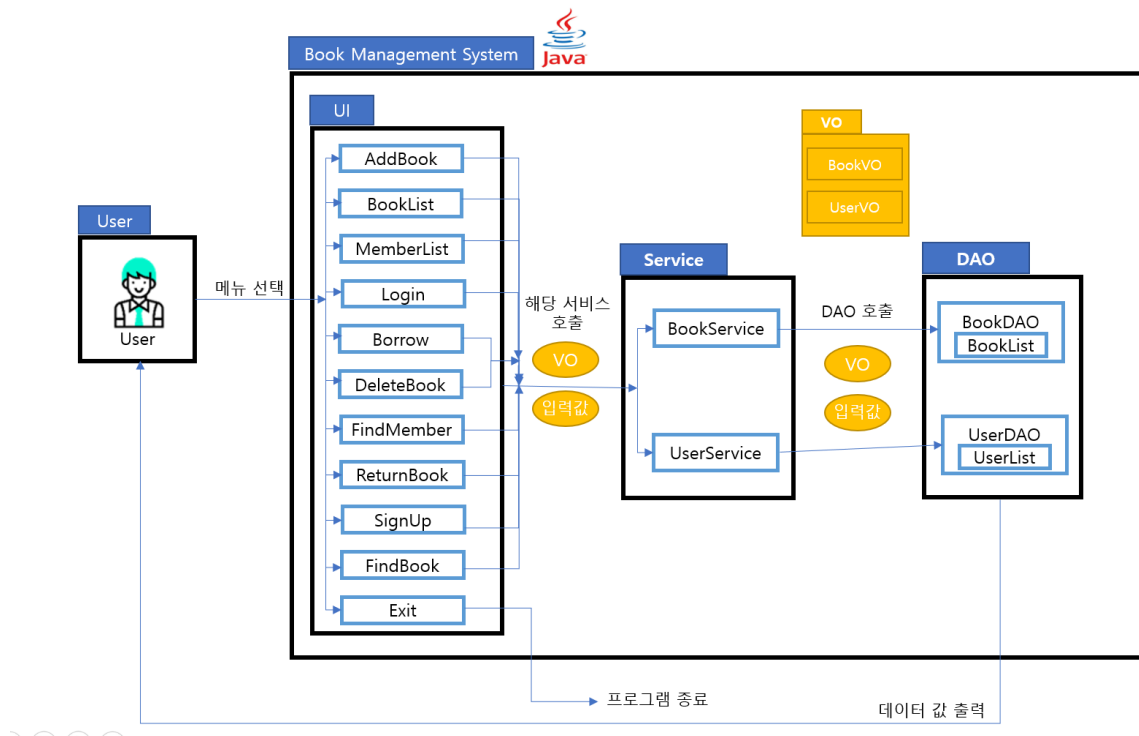 Book Management System
Java
UI
AddBook
BookList
MemberList
Login
Borrow
DeleteBook
FindMember
ReturnBook
SignUp
FindBook
Exit
User
User
메뉴 선택
해당 서비스
호출
VO
입력값
Service
BookService
UserService
VO
BookVO
UserVO
DAO 호출
VO
입력값
DAO
BookDAO
BookList
UserDAO
UserList
프로그램 종료
데이터 값 출력